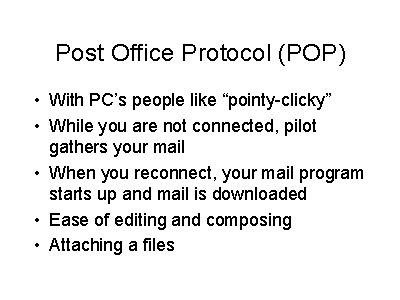 Post Office Protocol (POP)
• With PC's people like “pointy-clicky”
• While you are not connected, pilot
gathers your mail
• When you reconnect, your mail program
starts up and mail is downloaded
• Ease of editing and composing
• Attaching a files